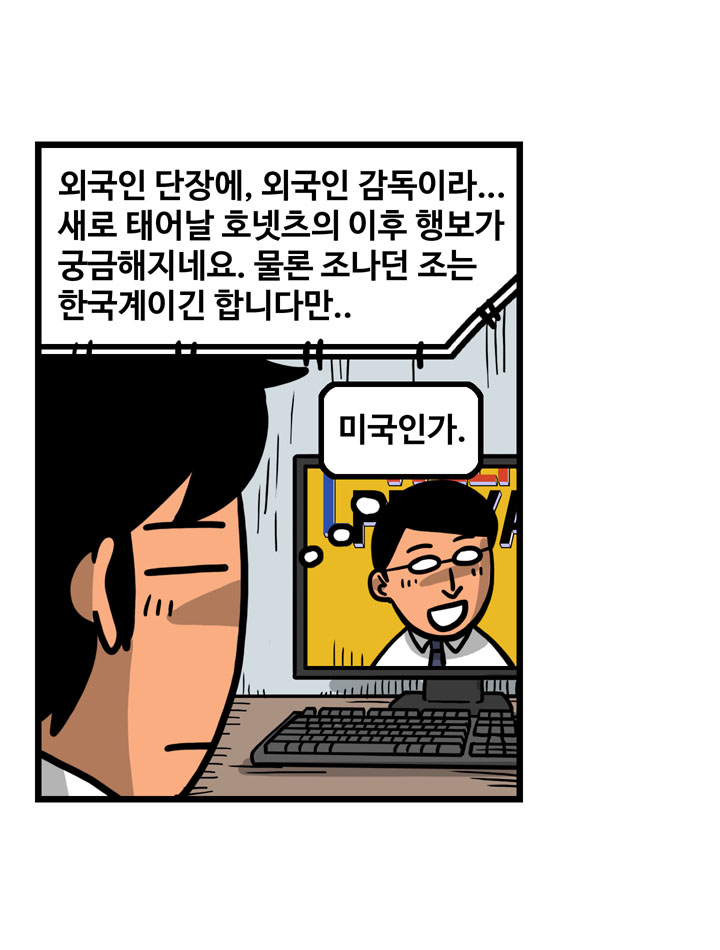 외국인 단장에, 외국인 감독이라...
새로 태어날 호넷츠의 이후 행보가
궁금해지네요. 물론 조나던 조는
한국계이긴 합니다만..
미국인가.